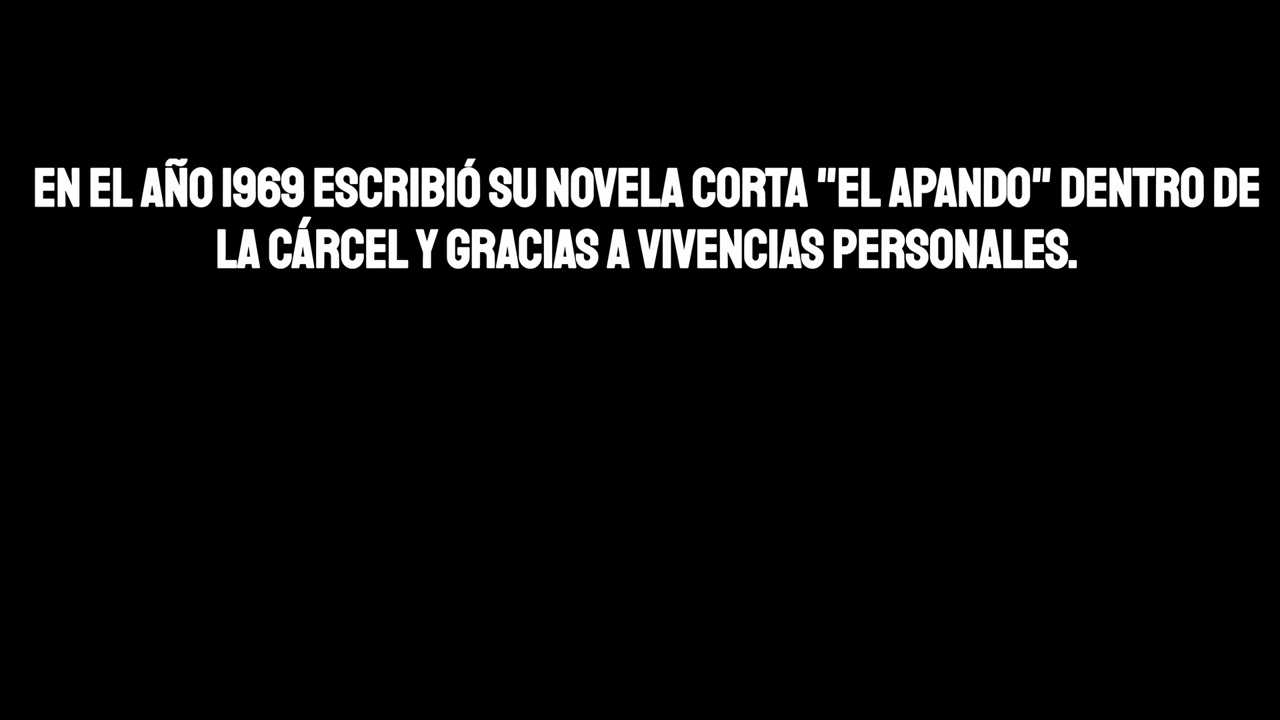 EN EL AÑO 1969 ESCRIBIÓ SU NOVELA CORTA "EL APANDO" DENTRO DE
LA CÁRCEL Y GRACIAS A VIVENCIAS PERSONALES.